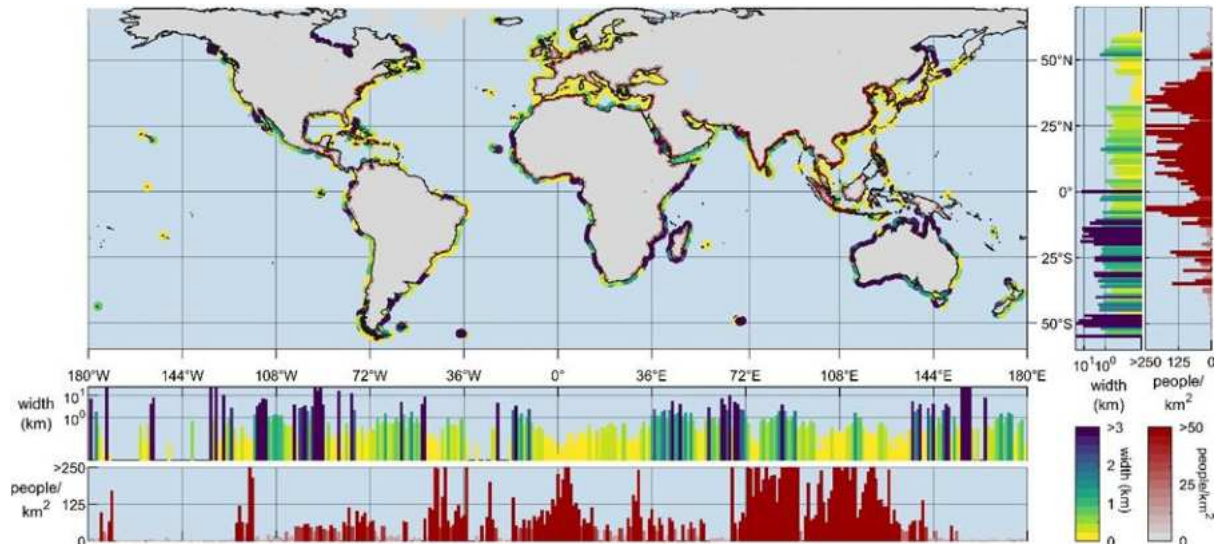 50°N
25°N
0°
25°S
50°S
180°W 144°W 108°W 72°W 36°W 0° 36°E 72°E 108°E 144°E 180°E
10¹ 10⁰
width
(km)
>250 125 0
people/
km²
width
(km)
10¹
10⁰
people/
km²
>250
125
0
>3
2
1
0
width
(km)
>50
25
0
people/km²